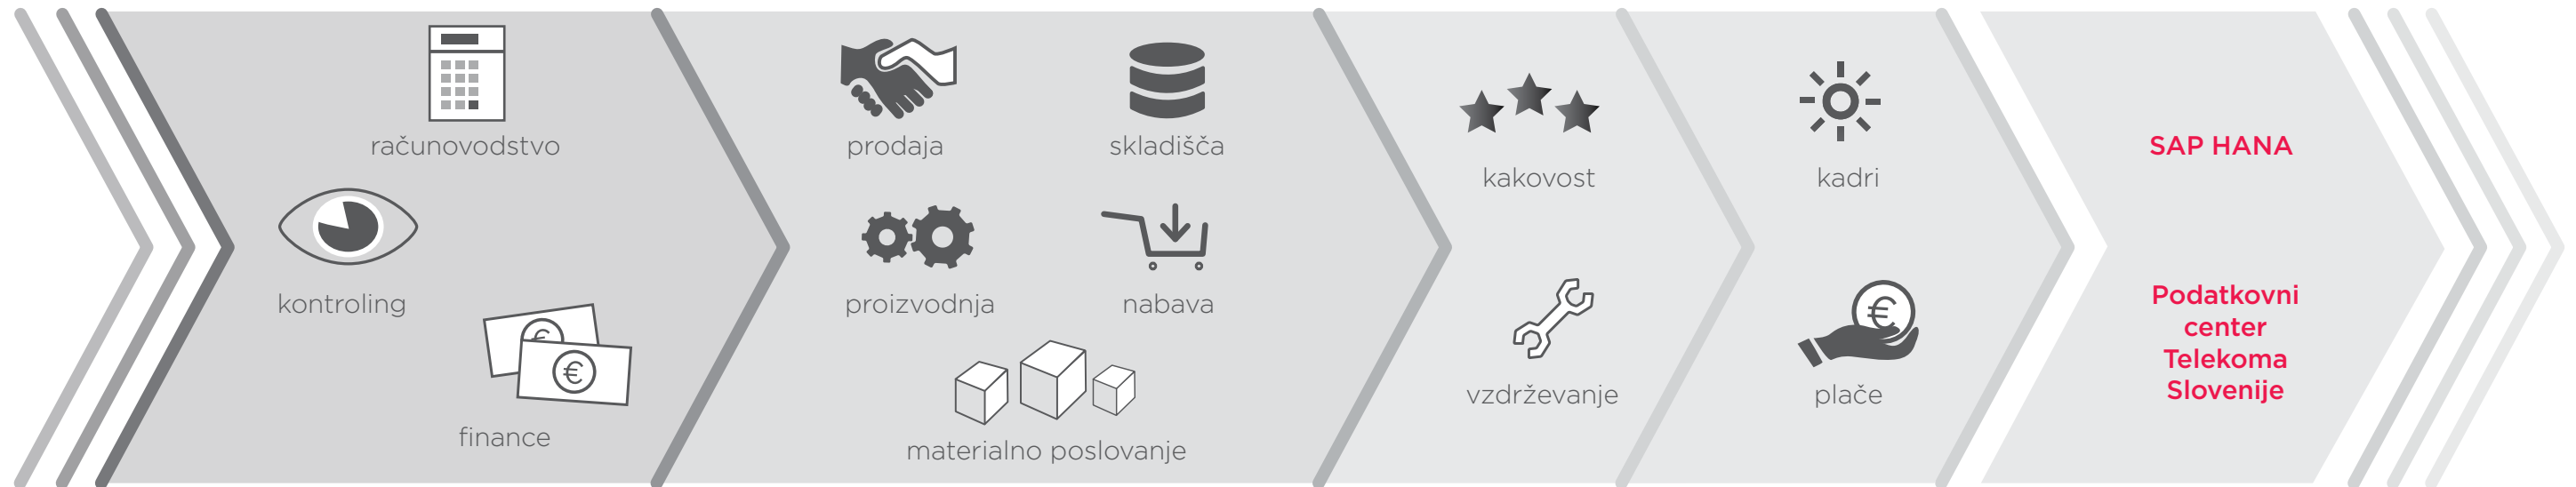 računovodstvo
kontroling
finance
prodaja
skladišča
proizvodnja
nabava
materialno poslovanje
kakovost
vzdrževanje
kadri
plače
SAP HANA
Podatkovni
center
Telekoma
Slovenije